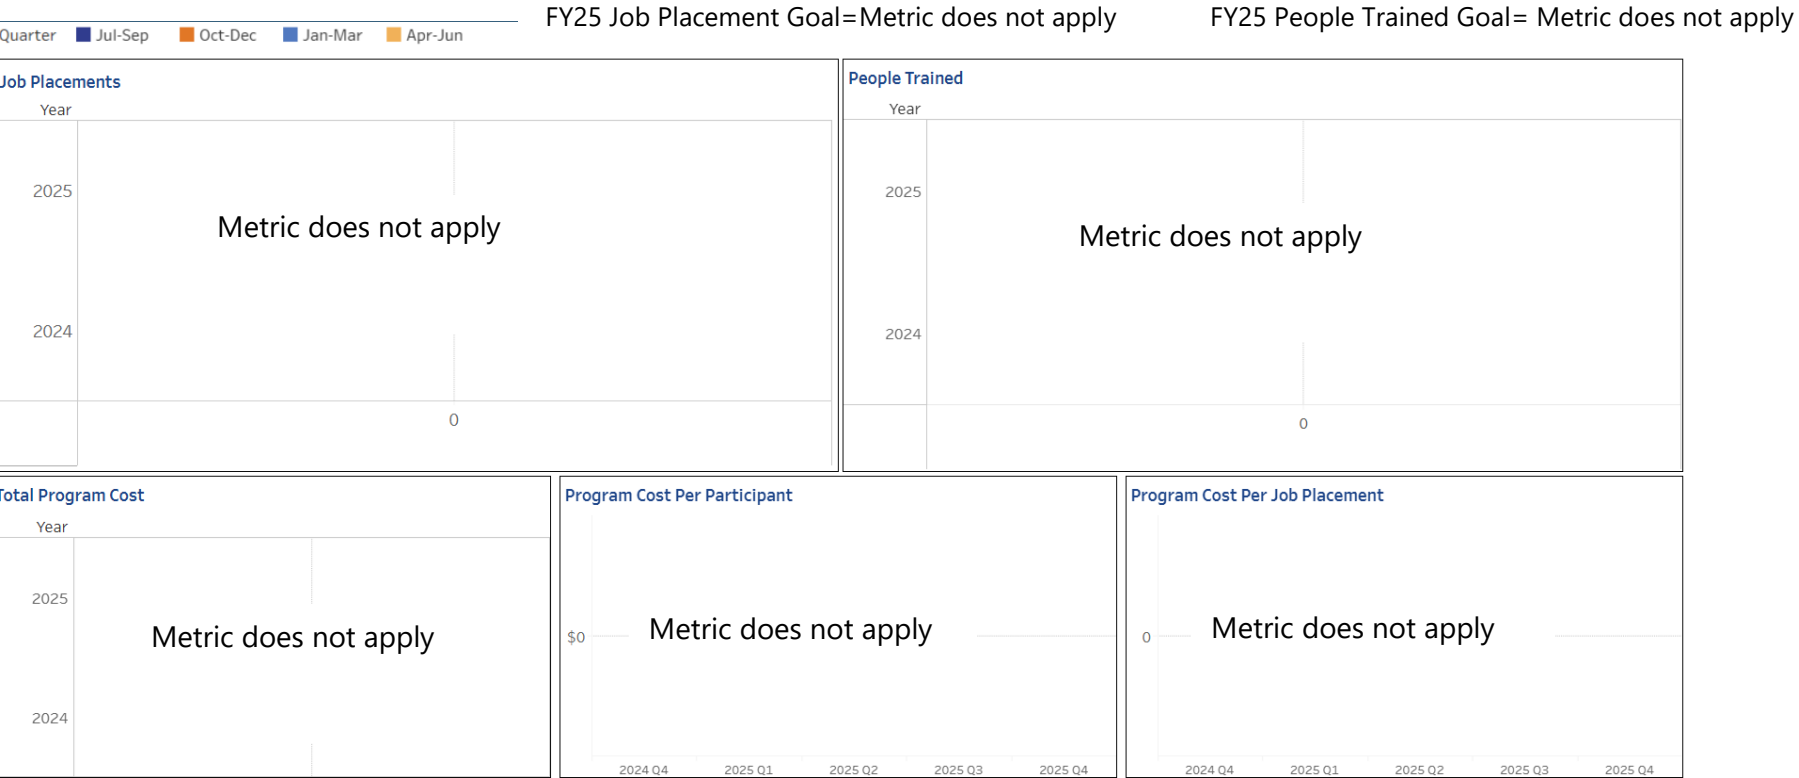 FY25 Job Placement Goal=Metric does not apply
FY25 People Trained Goal= Metric does not apply
Quarter
Jul-Sep
Oct-Dec
Jan-Mar
Apr-Jun
Job Placements
Year
2025
Metric does not apply
2024
0
People Trained
Year
2025
Metric does not apply
2024
0
Total Program Cost
Year
2025
Metric does not apply
2024
Program Cost Per Participant
$0
Metric does not apply
2024 Q4
2025 Q1
2025 Q2
2025 Q3
2025 Q4
Program Cost Per Job Placement
0
Metric does not apply
2024 Q4
2025 Q1
2025 Q2
2025 Q3
2025 Q4